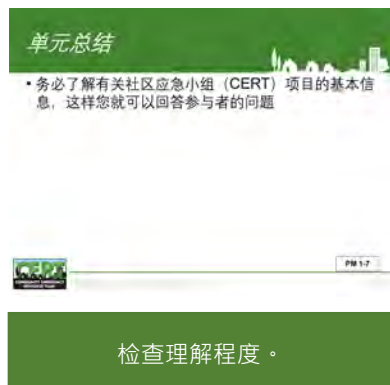 单元总结
• 务必了解有关社区应急小组（CERT）项目的基本信
息，这样您就可以回答参与者的问题
PM 1-7
检查理解程度。